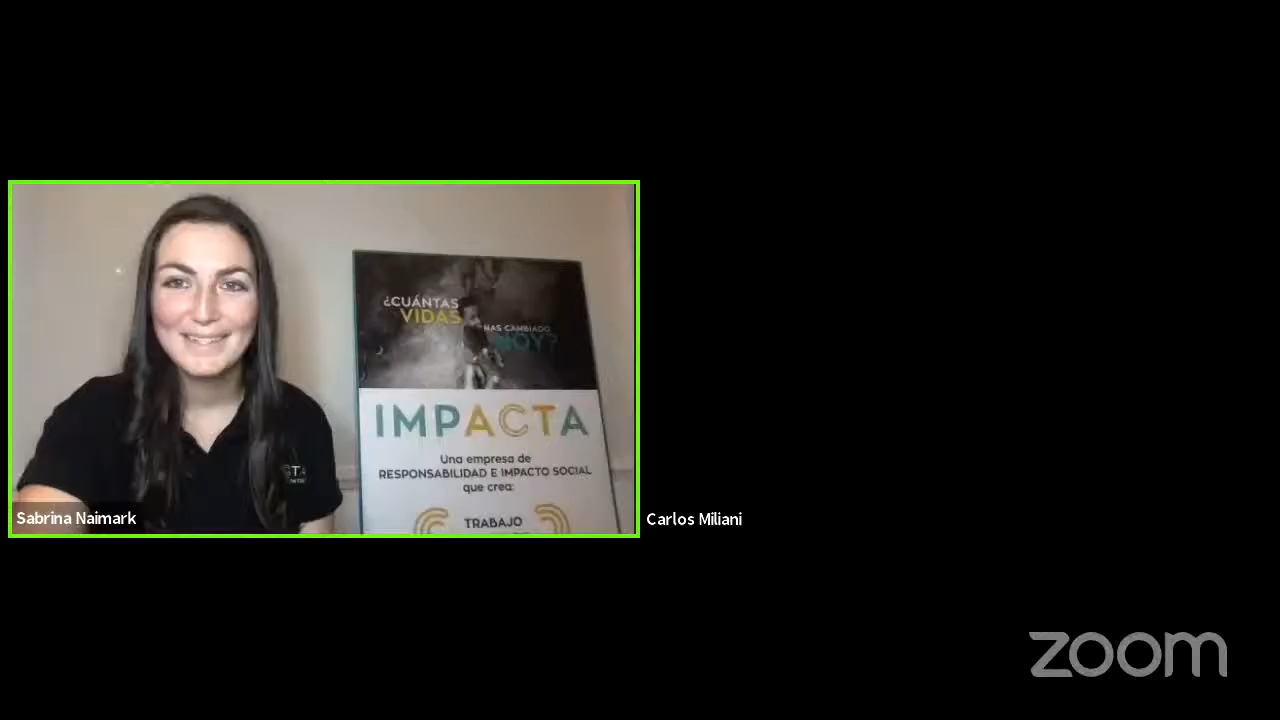 ¿CUÁNTAS
VIDAS
HAS CAMBIADO
HOY?
IMPACTA
Una empresa de
RESPONSABILIDAD E IMPACTO SOCIAL
que crea:
TRABAJO
Sabrina Naimark
Carlos Miliani
zoom